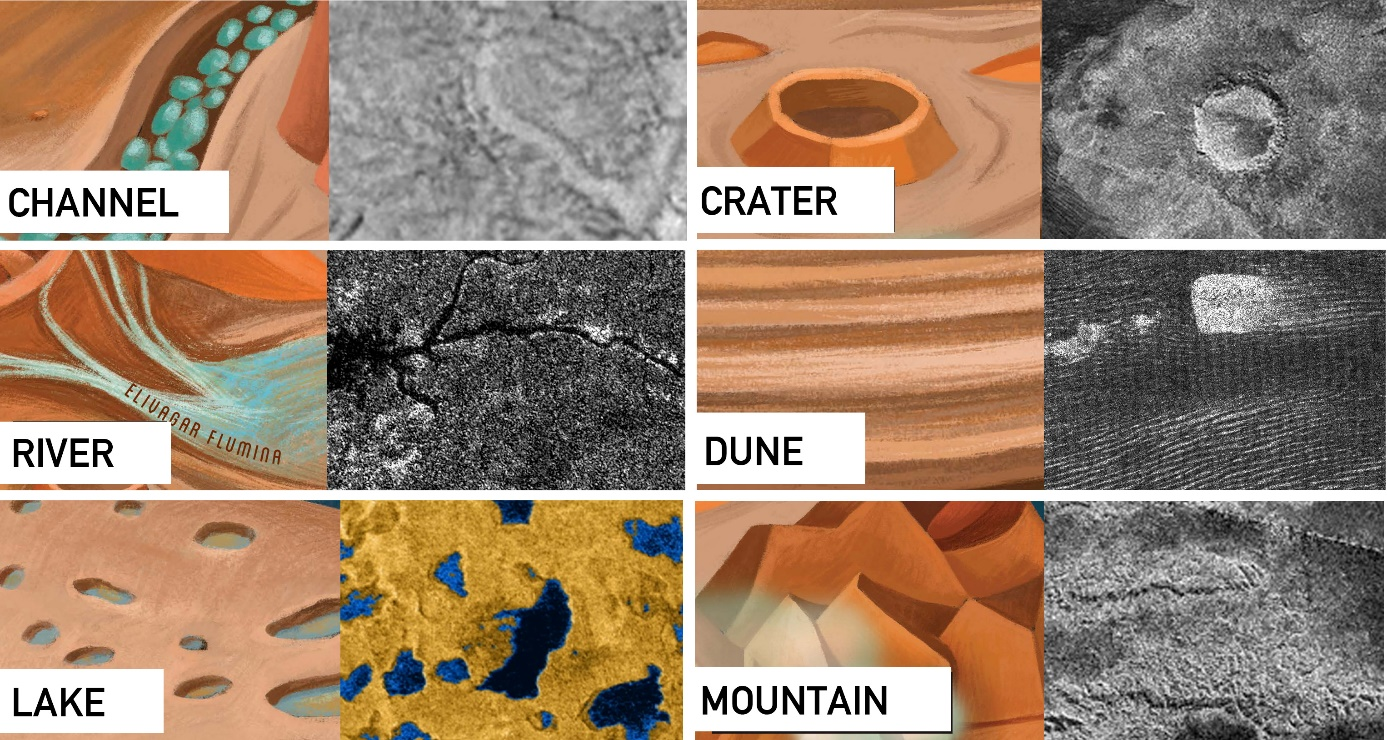 CHANNEL
CRATER
ELIVAGAR FLUMINA
RIVER
DUNE
LAKE
MOUNTAIN